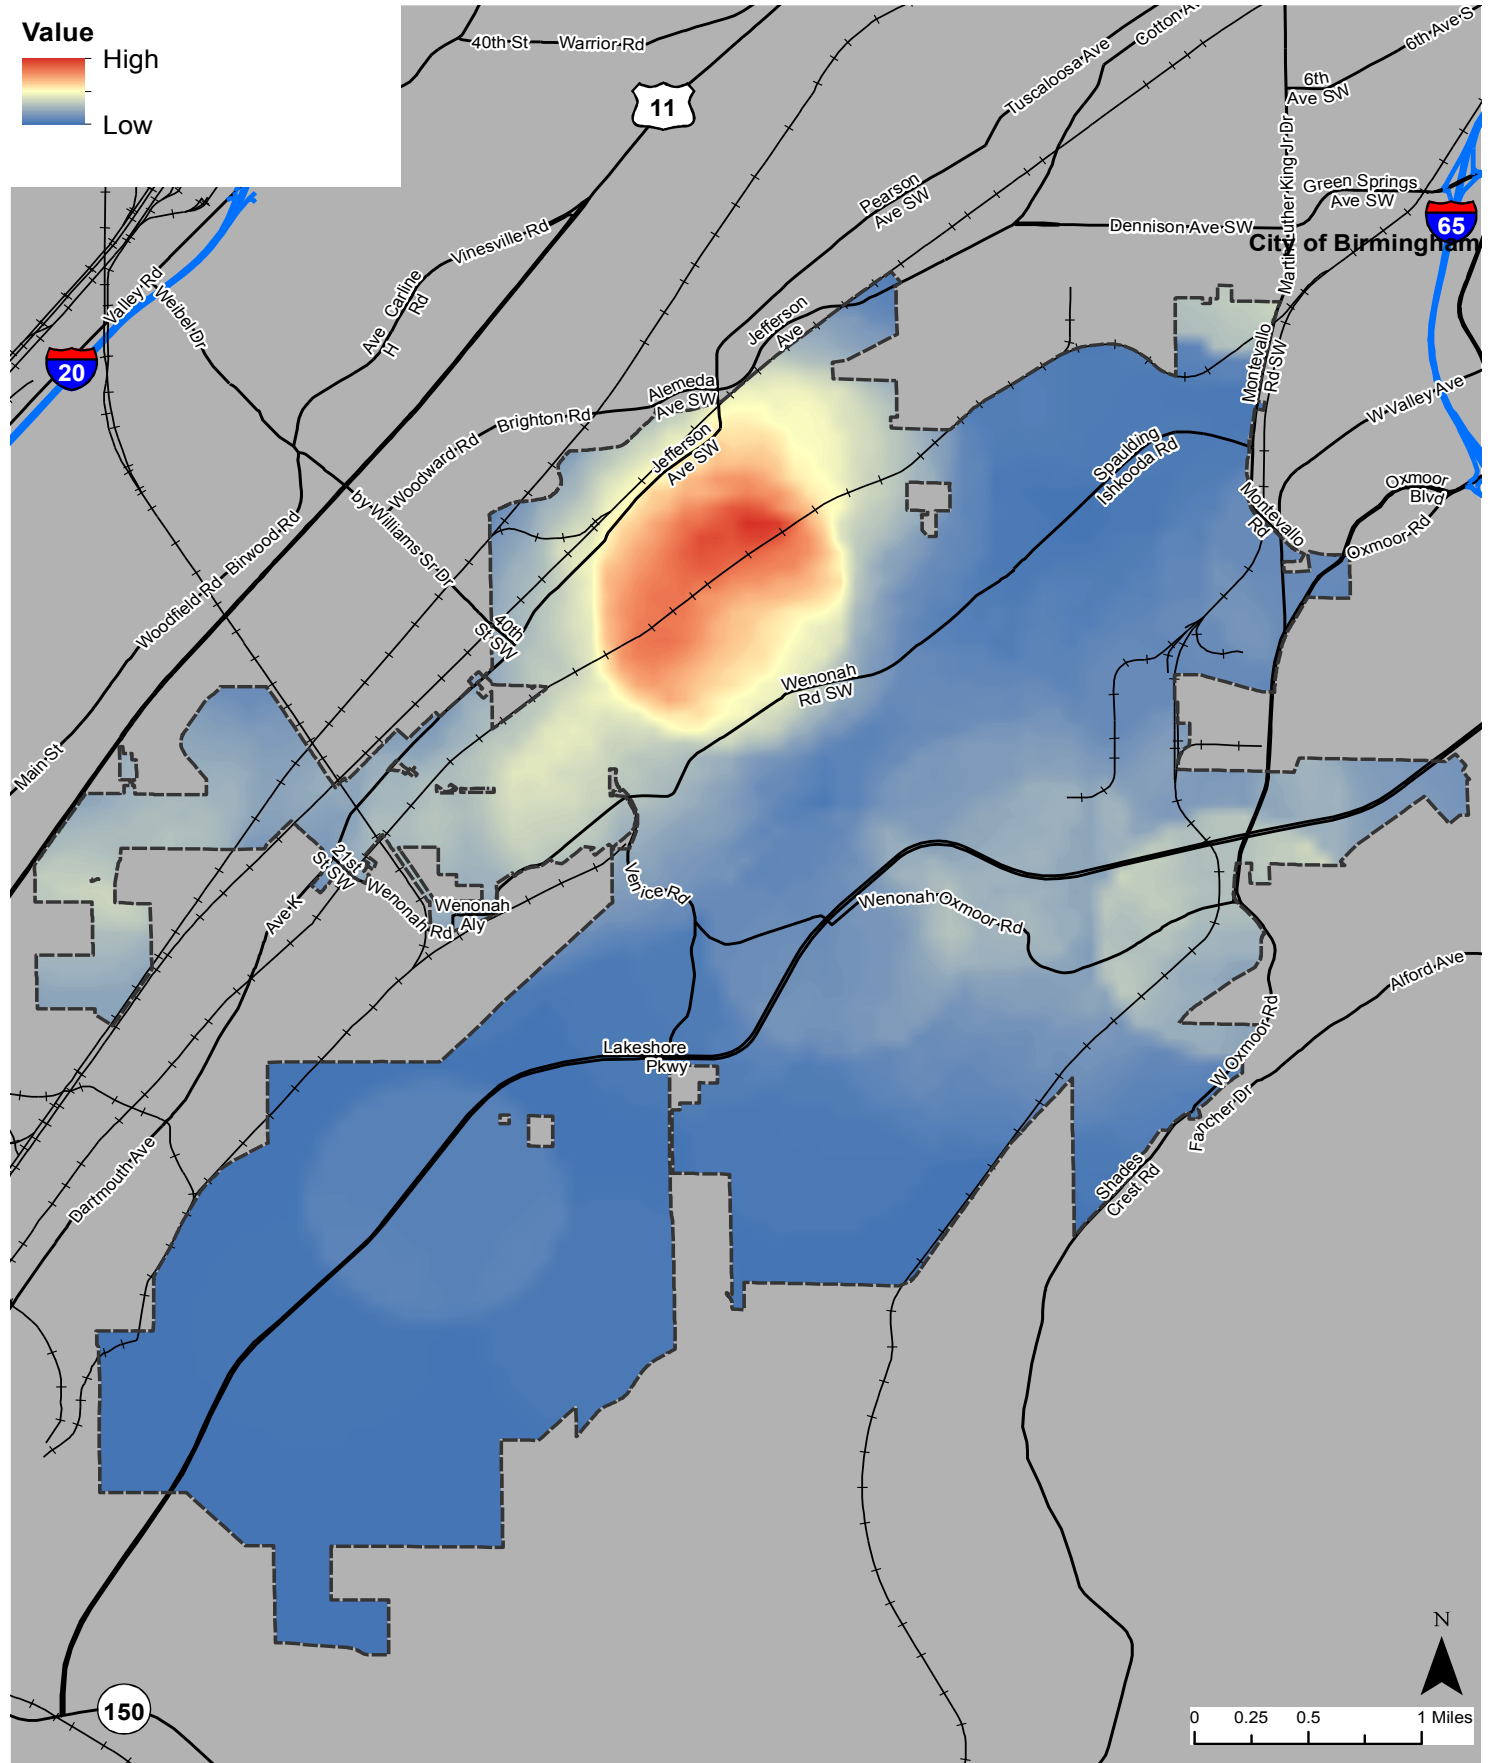 Value
High
Low
40th St
Warrior Rd
11
Tuscaloosa Ave
6th Ave S
6th
Ave SW
Pearson
Ave SW
Martin Luther King Jr Dr
Green Springs
Ave SW
65
Dennison Ave SW
City of Birmingham
Vinesville Rd
Valley Rd
Weibel Dr
Carline
Rd
Ave
H
20
Jefferson
Ave
Montevallo
Rd SW
Alemeda
Ave SW
W Valley Ave
Brighton Rd
Woodward Rd
Jefferson
Ave SW
Spaulding
Ishkooda Rd
Oxmoor
Blvd
by Williams Sr Dr
Montevallo
Rd
Oxmoor Rd
Birwood Rd
Woodfield Rd
40th
St SW
Wenonah
Rd SW
Main St
21st
St SW
Wenonah Rd
Venice Rd
Wenonah
Aly
Wenonah Oxmoor Rd
Ave K
Alford Ave
Lakeshore
Pkwy
W Oxmoor Rd
Fancher Dr
Dartmouth Ave
Shades
Crest Rd
N
150
0 0.25 0.5 1 Miles